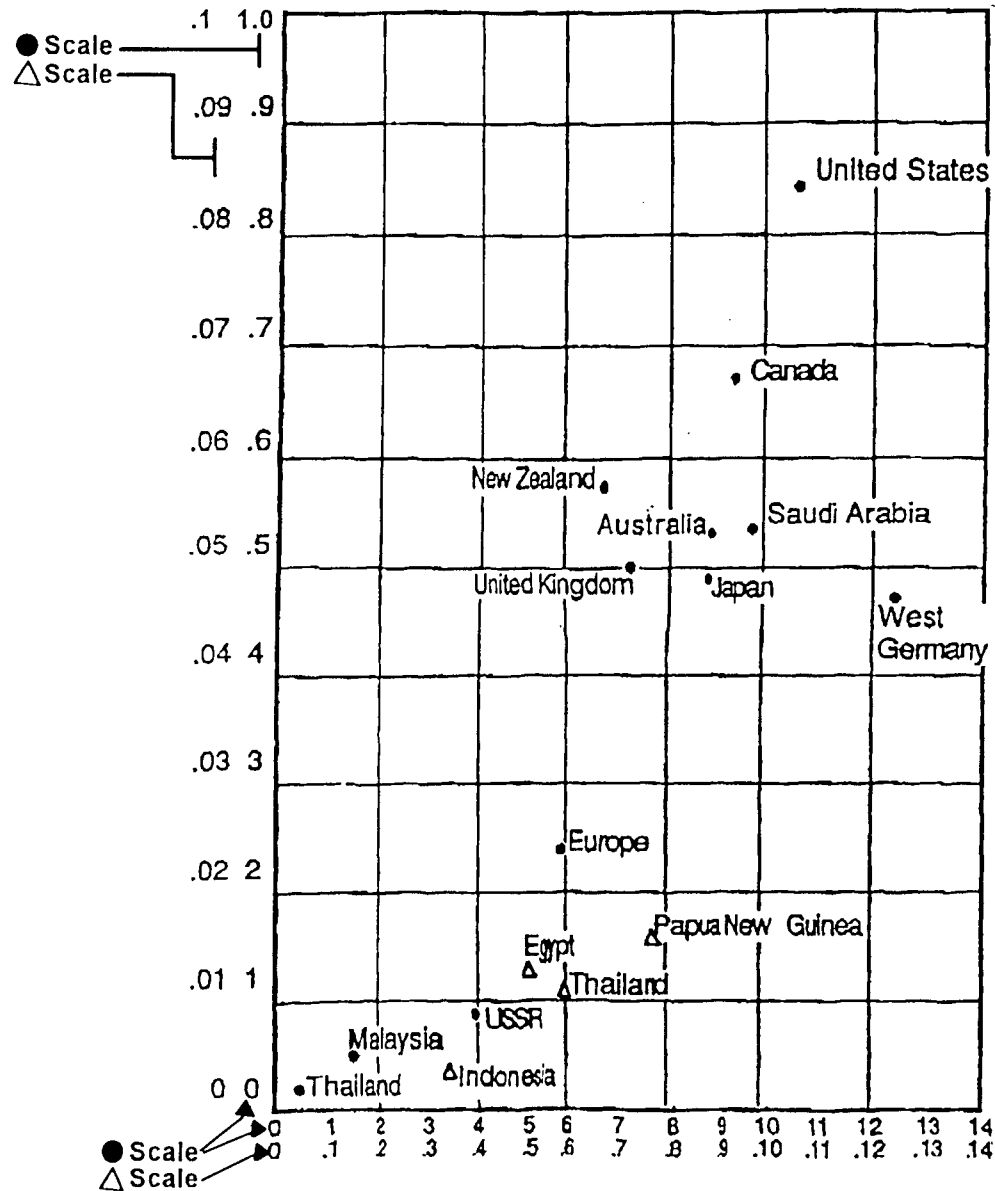 .1 1.0
● Scale
△ Scale
.09 .9
United States
.08 .8
.07 .7
Canada
.06 .6
New Zealand
Saudi Arabia
Australia
.05 .5
United Kingdom
Japan
West
Germany
.04 4
.03 3
Europe
.02 2
Papua New Guinea
Egypt
.01 1
Thailand
USSR
Malaysia
Indonesia
0 0
Thailand
● Scale
0 1 2 3 4 5 6 7 8 9 10 11 12 13 14
△ Scale
0 .1 .2 .3 .4 .5 .6 .7 .8 .9 .10 .11 .12 .13 .14